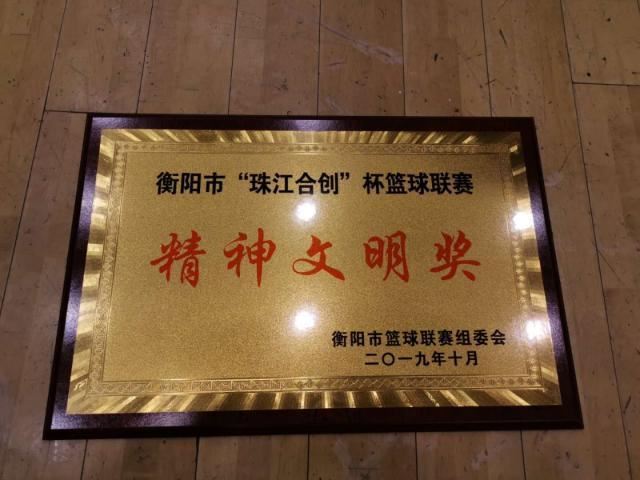 衡阳市“珠江合创”杯篮球联赛
精神文明奖
衡阳市篮球联赛组委会
二〇一九年十月